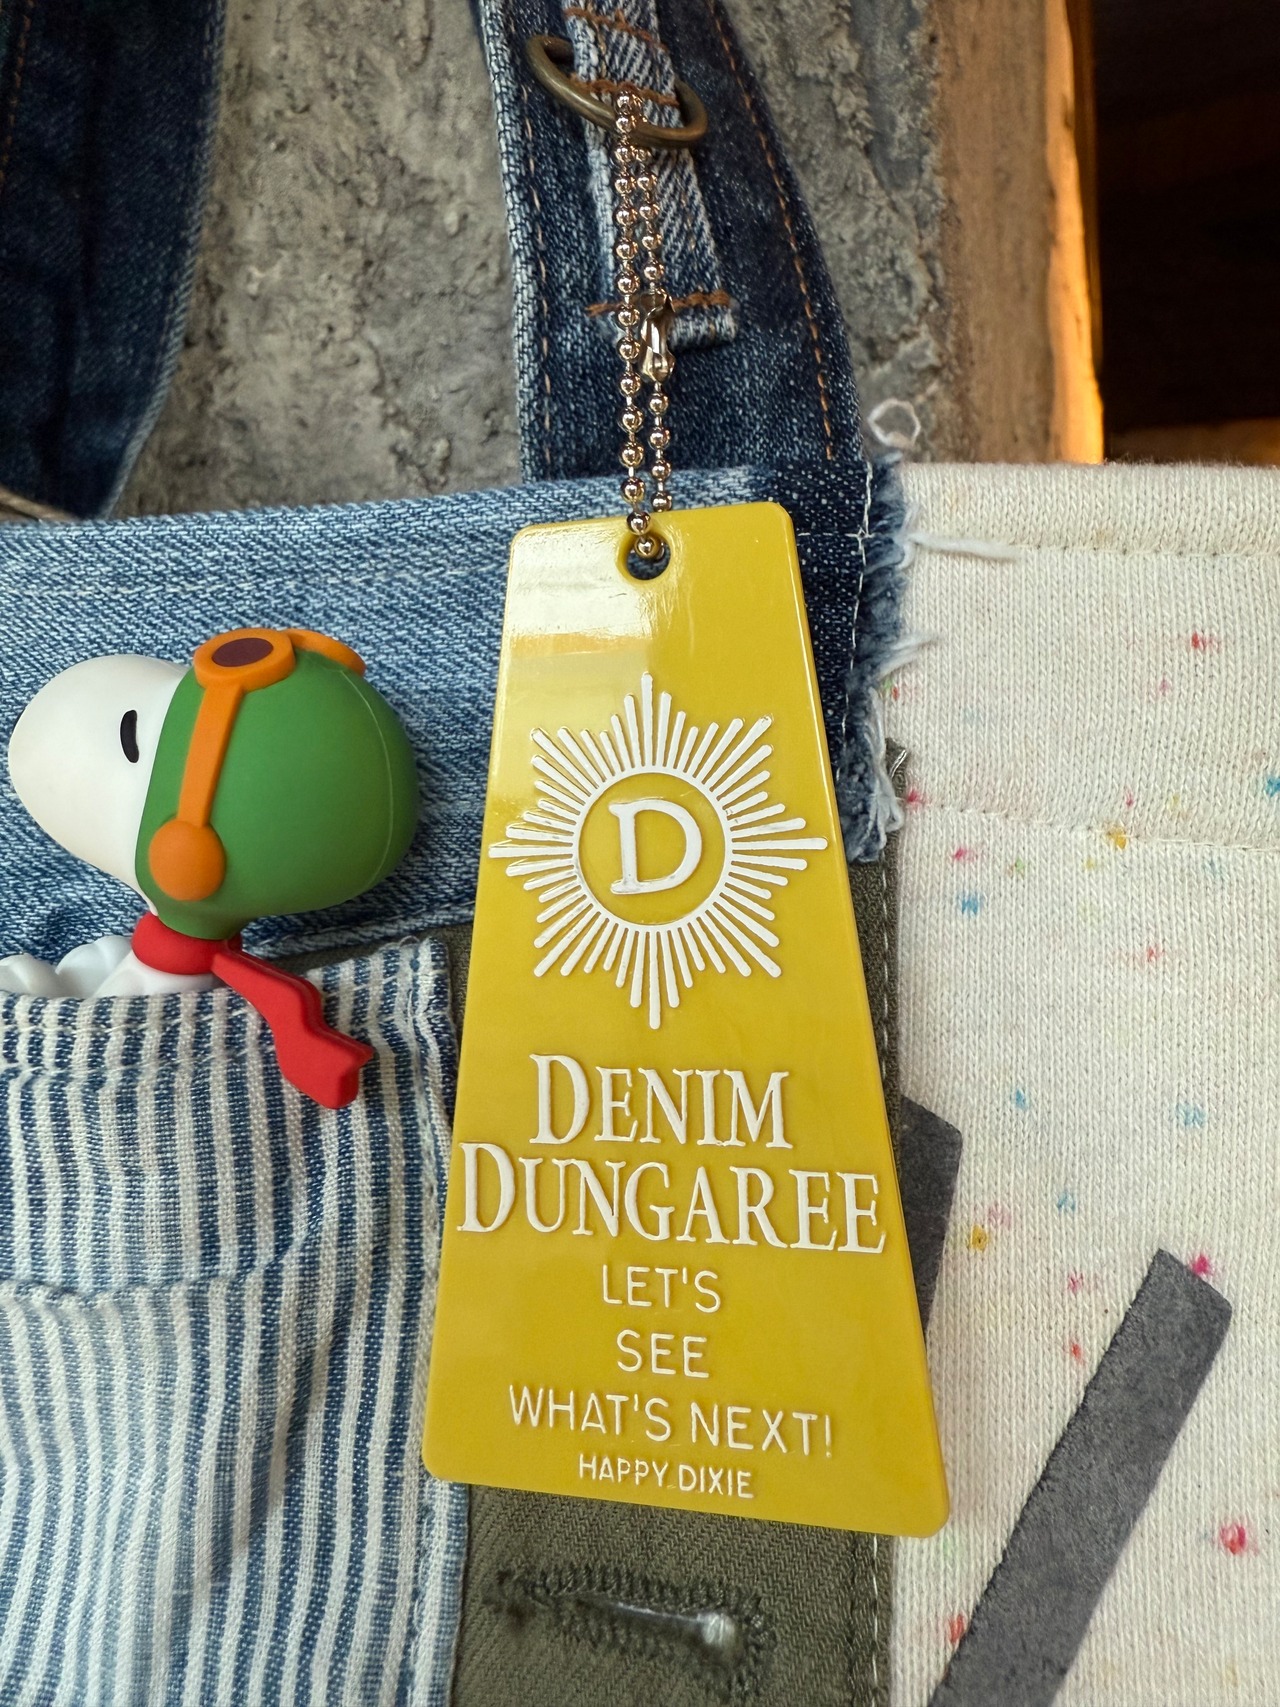 D
DENIM
DUNGAREE
LET'S
SEE
WHAT'S NEXT!
HAPPY DIXIE